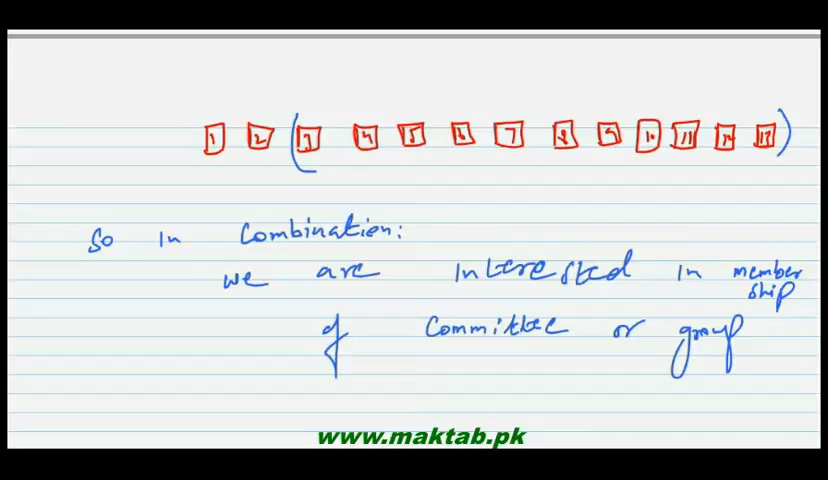 1 2 ( 3 4 5 6 7 8 9 10 11 12 13 )
So in Combination:
we are interested in member
ship
of Committee or group
www.maktab.pk